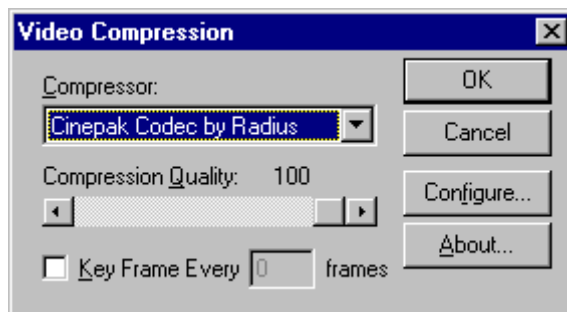 Video Compression
Compressor:
Cinepak Codec by Radius
Compression Quality: 100
Key Frame Every 0 frames
OK
Cancel
Configure...
About...